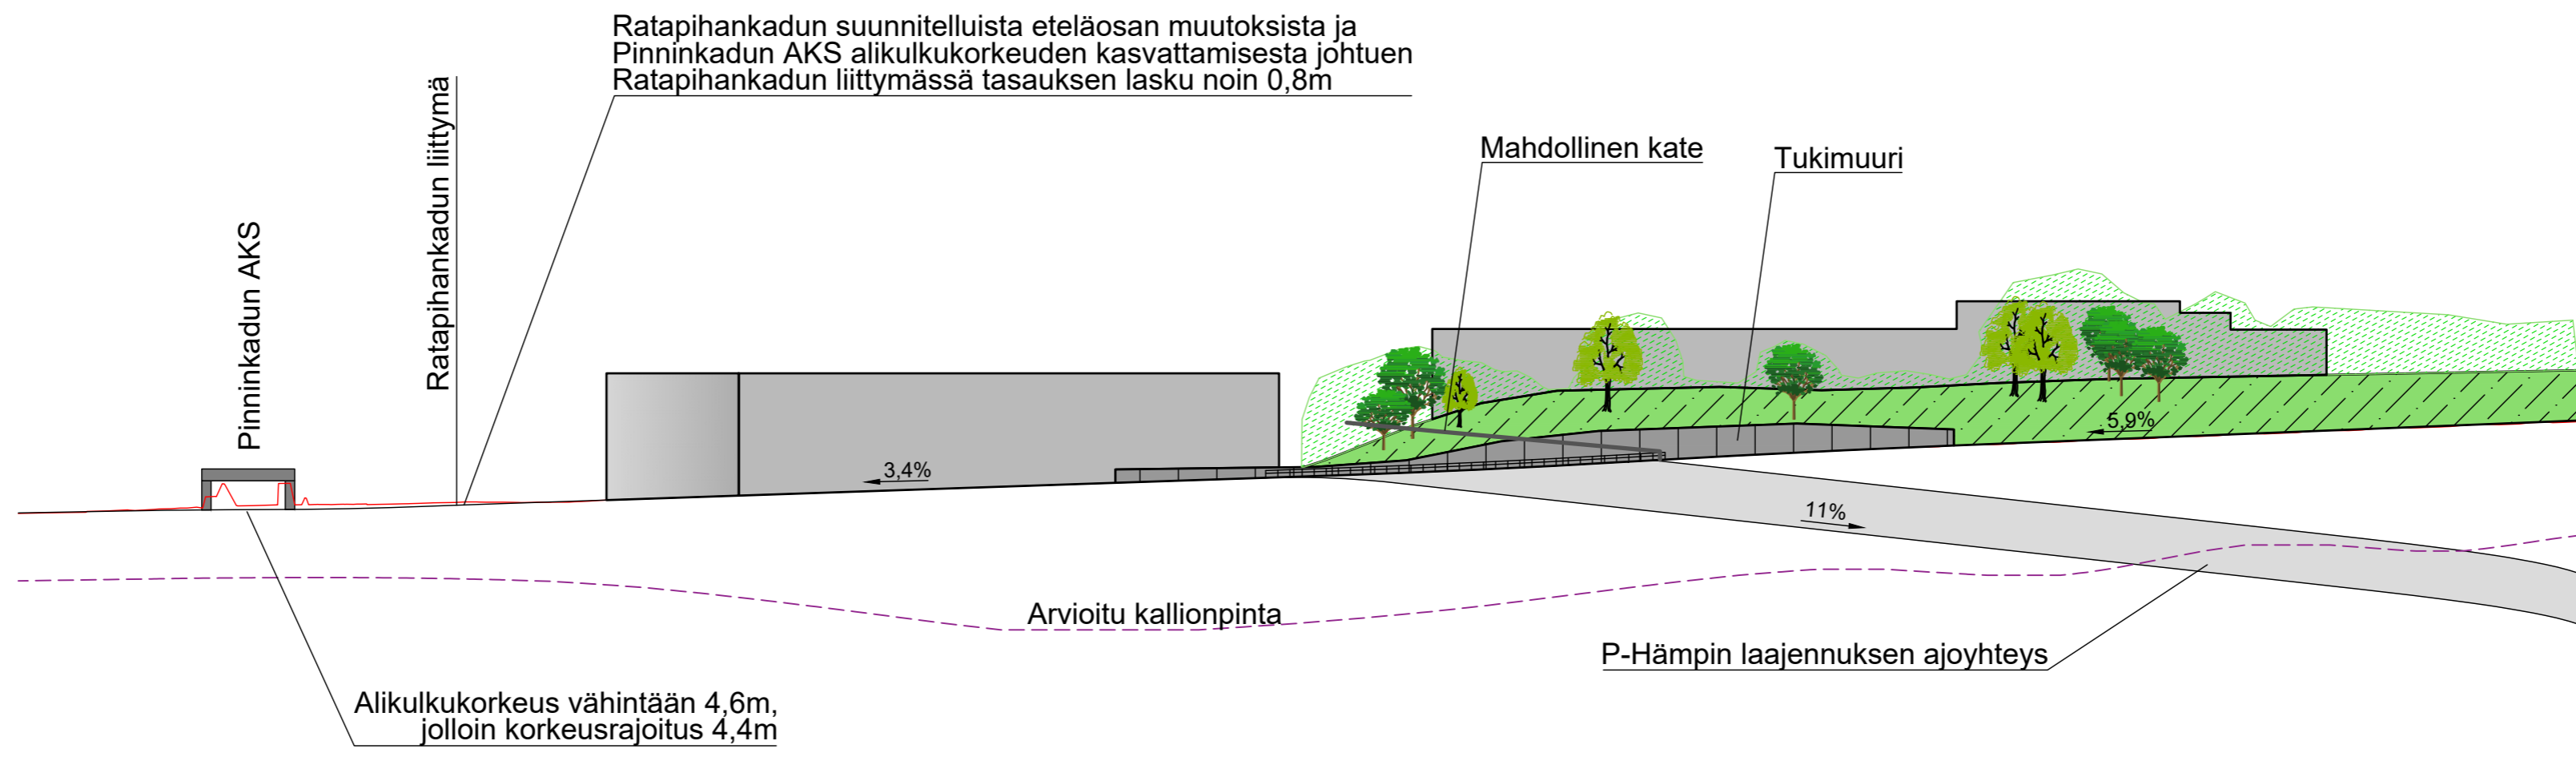 Ratapihankadun suunnitelluista eteläosan muutoksista ja
Pinninkadun AKS alikulkukorkeuden kasvattamisesta johtuen
Ratapihankadun liittymässä tasauksen lasku noin 0,8m
Ratapihankadun liittymä
Pinninkadun AKS
Mahdollinen kate
Tukimuuri
5,9%
3,4%
11%
Arvioitu kallionpinta
P-Hämpin laajennuksen ajoyhteys
Alikulkukorkeus vähintään 4,6m,
jolloin korkeusrajoitus 4,4m